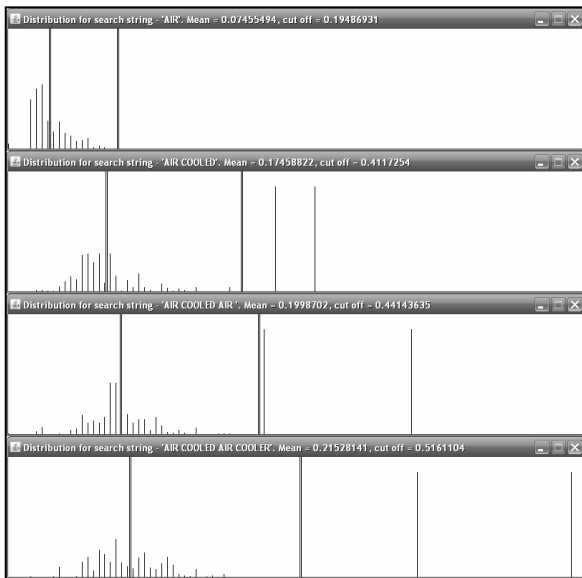 Distribution for search string - 'AIR'. Mean = 0.07455494, cut off = 0.19486931
Distribution for search string - 'AIR COOLED'. Mean = 0.17458822, cut off = 0.4117254
Distribution for search string - 'AIR COOLED AIR '. Mean = 0.1998702, cut off = 0.44143635
Distribution for search string - 'AIR COOLED AIR COOLER'. Mean = 0.21528141, cut off = 0.5161104